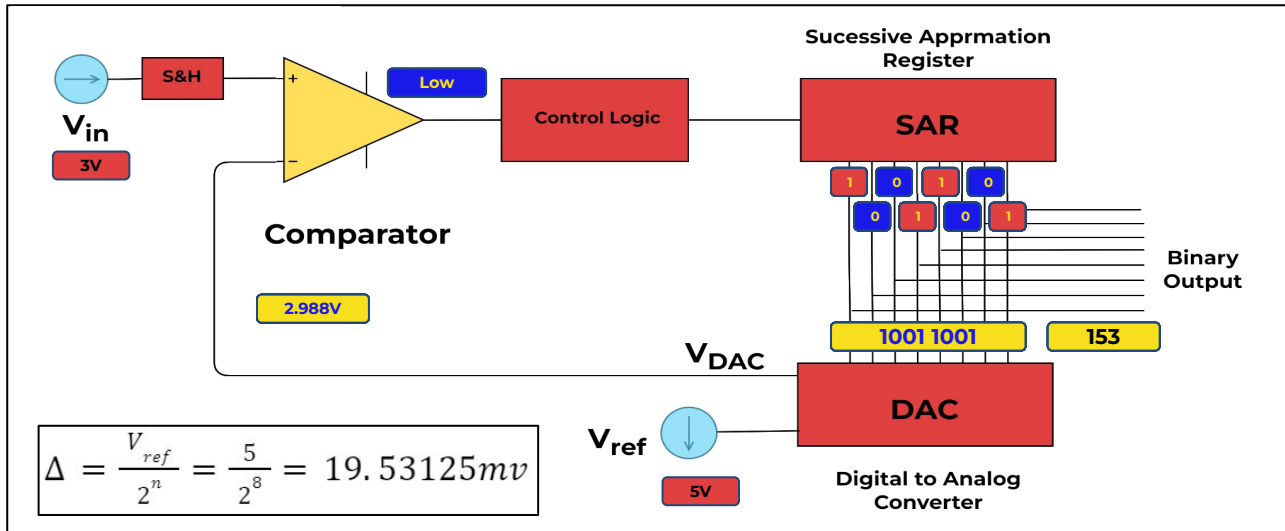 Sucessive Apprmation
Register
S&H
+
Low
Control Logic
SAR
Vin
3V
−
1 0 1 0
0 1 0 1
Comparator
Binary
Output
2.988V
1001 1001
153
VDAC
DAC
Vref
5V
Digital to Analog
Converter
Δ = V_ref / 2^n = 5 / 2^8 = 19.53125mv